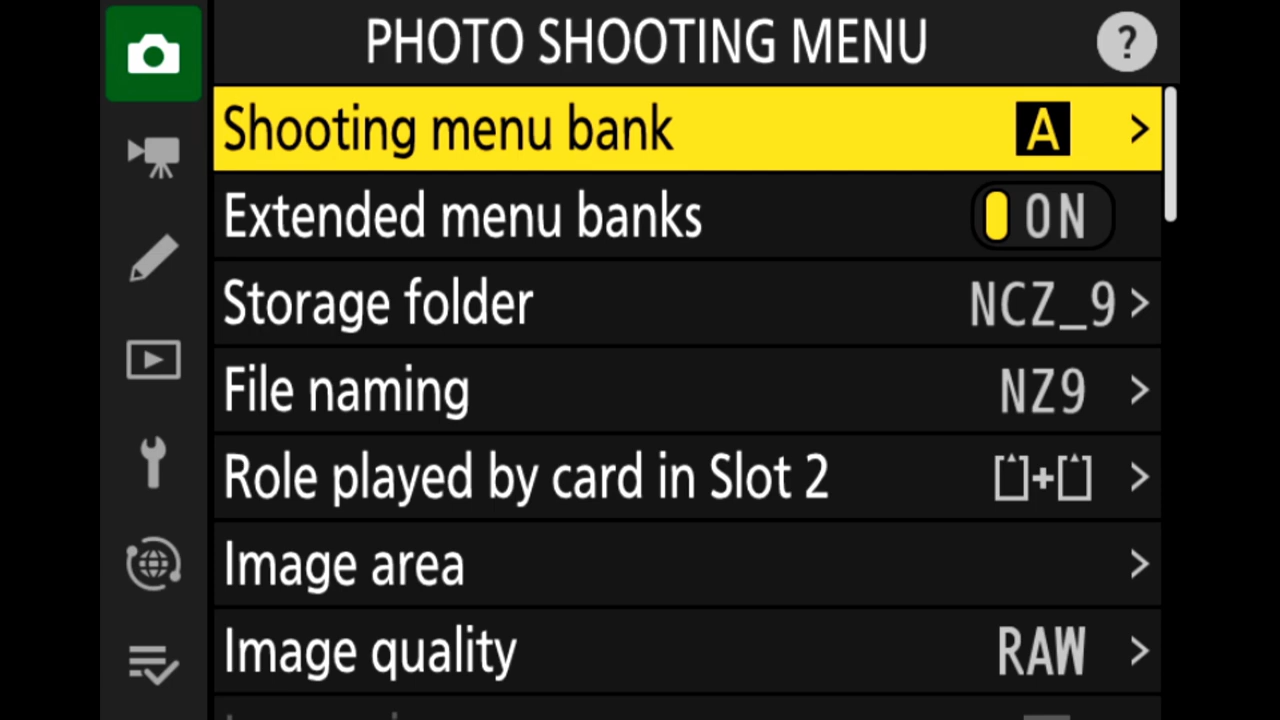 PHOTO SHOOTING MENU ?
Shooting menu bank A >
Extended menu banks ON
Storage folder NCZ_9 >
File naming NZ9 >
Role played by card in Slot 2 + >
Image area >
Image quality RAW >